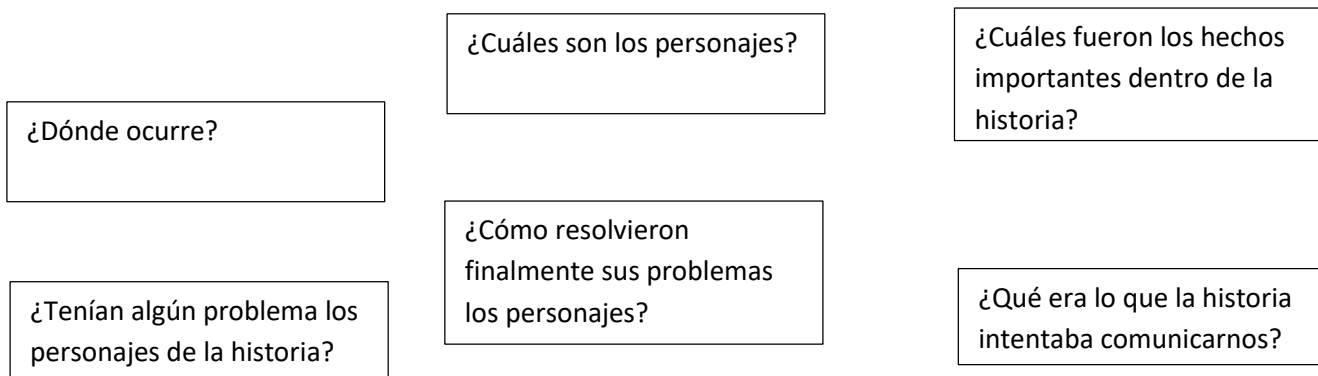 ¿Cuáles son los personajes?
¿Cuáles fueron los hechos
importantes dentro de la
historia?
¿Dónde ocurre?
¿Cómo resolvieron
finalmente sus problemas
los personajes?
¿Tenían algún problema los
personajes de la historia?
¿Qué era lo que la historia
intentaba comunicarnos?